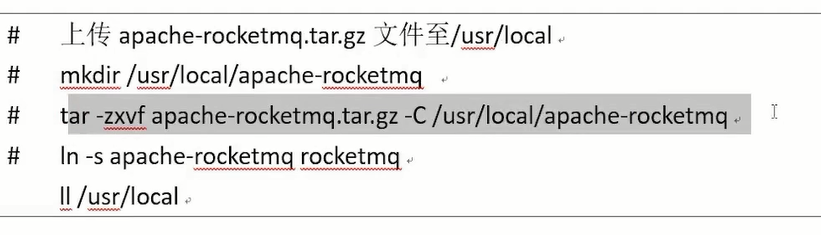 # 上传 apache-rocketmq.tar.gz 文件至/usr/local
# mkdir /usr/local/apache-rocketmq
# tar -zxvf apache-rocketmq.tar.gz -C /usr/local/apache-rocketmq
# ln -s apache-rocketmq rocketmq
ll /usr/local